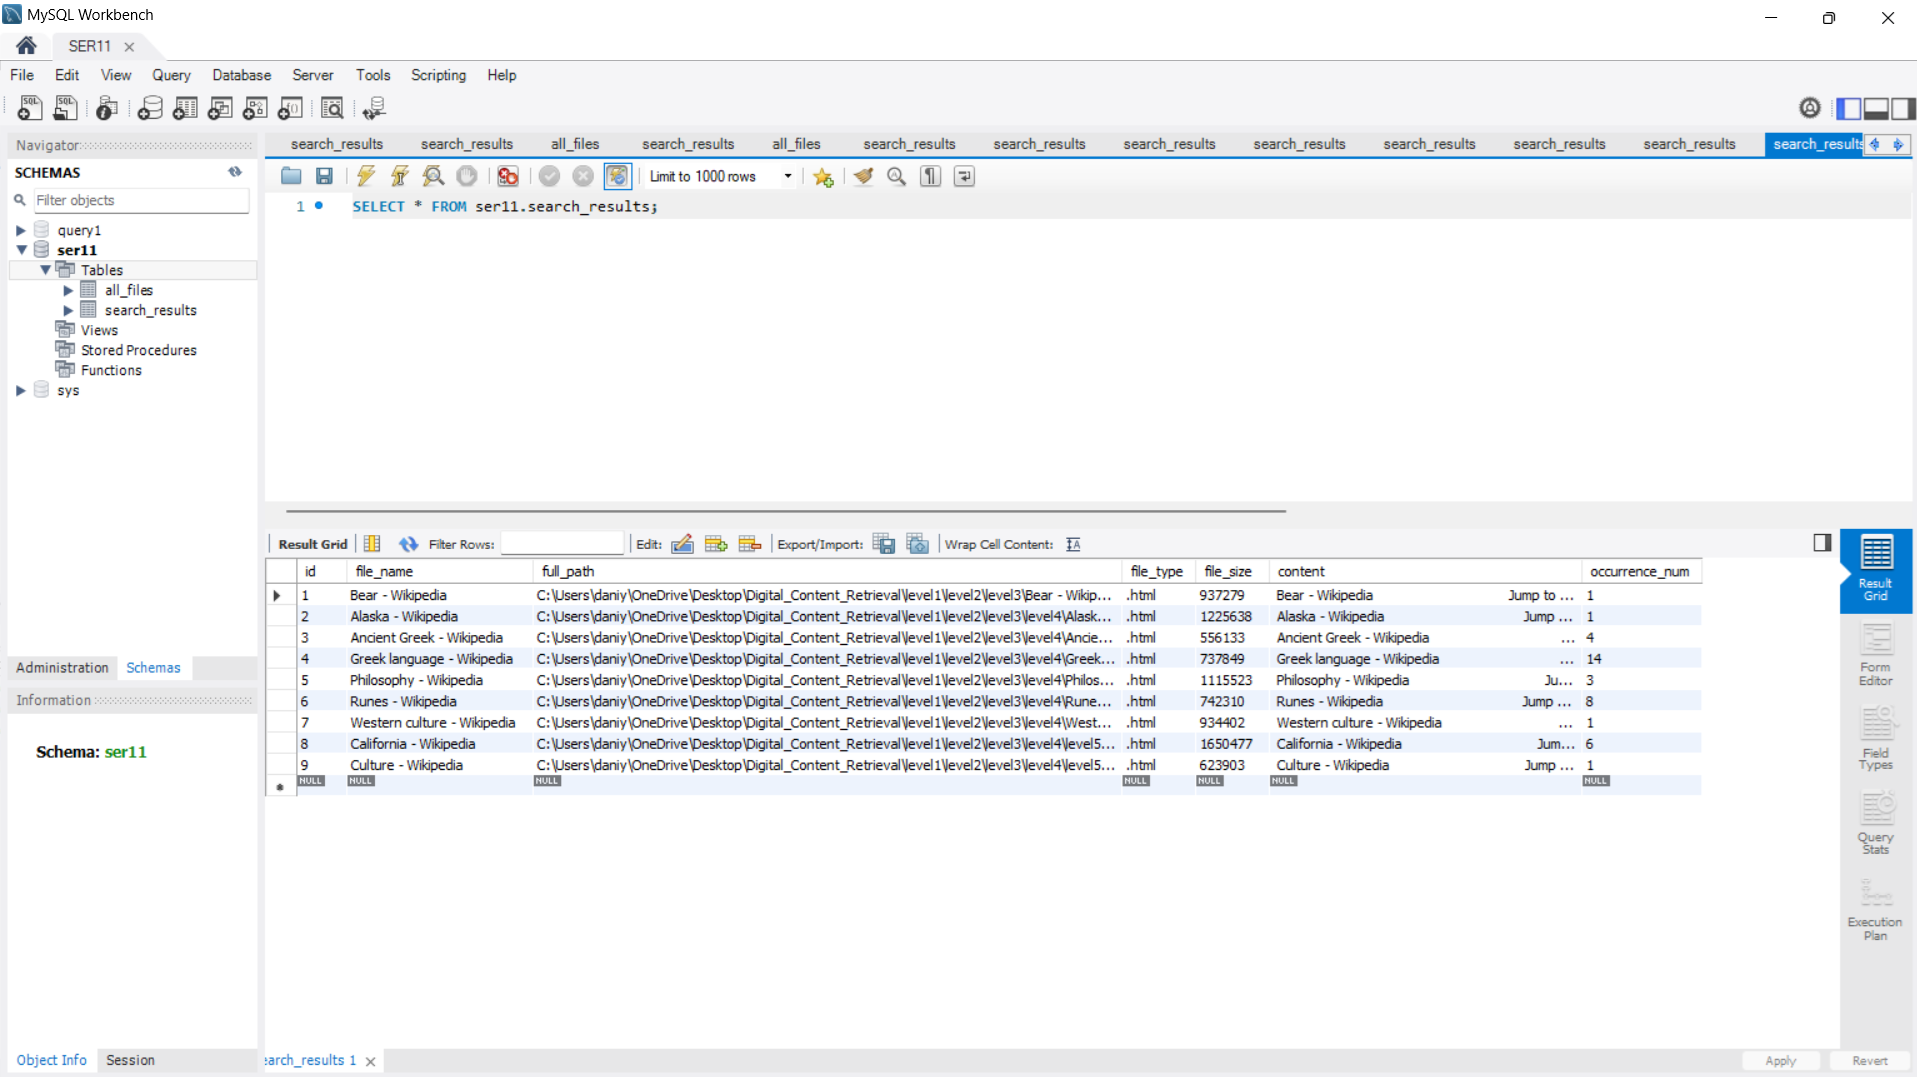 MySQL Workbench
SER11
File Edit View Query Database Server Tools Scripting Help
Navigator
SCHEMAS
Filter objects
query1
ser11
Tables
all_files
search_results
Views
Stored Procedures
Functions
sys
Administration Schemas
Information
Schema: ser11
Object Info Session
search_results search_results all_files search_results all_files search_results search_results search_results search_results search_results search_results search_results search_results
Limit to 1000 rows
1 SELECT * FROM ser11.search_results;
Result Grid Filter Rows: Edit: Export/Import: Wrap Cell Content:
id file_name full_path file_type file_size content occurrence_num
1 Bear - Wikipedia C:\Users\daniy\OneDrive\Desktop\Digital_Content_Retrieval\level1\level2\level3\Bear - Wikip... .html 937279 Bear - Wikipedia Jump to ... 1
2 Alaska - Wikipedia C:\Users\daniy\OneDrive\Desktop\Digital_Content_Retrieval\level1\level2\level3\level4\Alask... .html 1225638 Alaska - Wikipedia Jump ... 1
3 Ancient Greek - Wikipedia C:\Users\daniy\OneDrive\Desktop\Digital_Content_Retrieval\level1\level2\level3\level4\Ancie... .html 556133 Ancient Greek - Wikipedia ... 4
4 Greek language - Wikipedia C:\Users\daniy\OneDrive\Desktop\Digital_Content_Retrieval\level1\level2\level3\level4\Greek... .html 737849 Greek language - Wikipedia ... 14
5 Philosophy - Wikipedia C:\Users\daniy\OneDrive\Desktop\Digital_Content_Retrieval\level1\level2\level3\level4\Philos... .html 1115523 Philosophy - Wikipedia Ju... 3
6 Runes - Wikipedia C:\Users\daniy\OneDrive\Desktop\Digital_Content_Retrieval\level1\level2\level3\level4\Rune... .html 742310 Runes - Wikipedia Jump ... 8
7 Western culture - Wikipedia C:\Users\daniy\OneDrive\Desktop\Digital_Content_Retrieval\level1\level2\level3\level4\West... .html 934402 Western culture - Wikipedia ... 1
8 California - Wikipedia C:\Users\daniy\OneDrive\Desktop\Digital_Content_Retrieval\level1\level2\level3\level4\level5... .html 1650477 California - Wikipedia Jum... 6
9 Culture - Wikipedia C:\Users\daniy\OneDrive\Desktop\Digital_Content_Retrieval\level1\level2\level3\level4\level5... .html 623903 Culture - Wikipedia Jump ... 1
NULL NULL NULL NULL NULL NULL NULL
Result
Grid
Form
Editor
Field
Types
Query
Stats
Execution
Plan
earch_results 1
Apply Revert